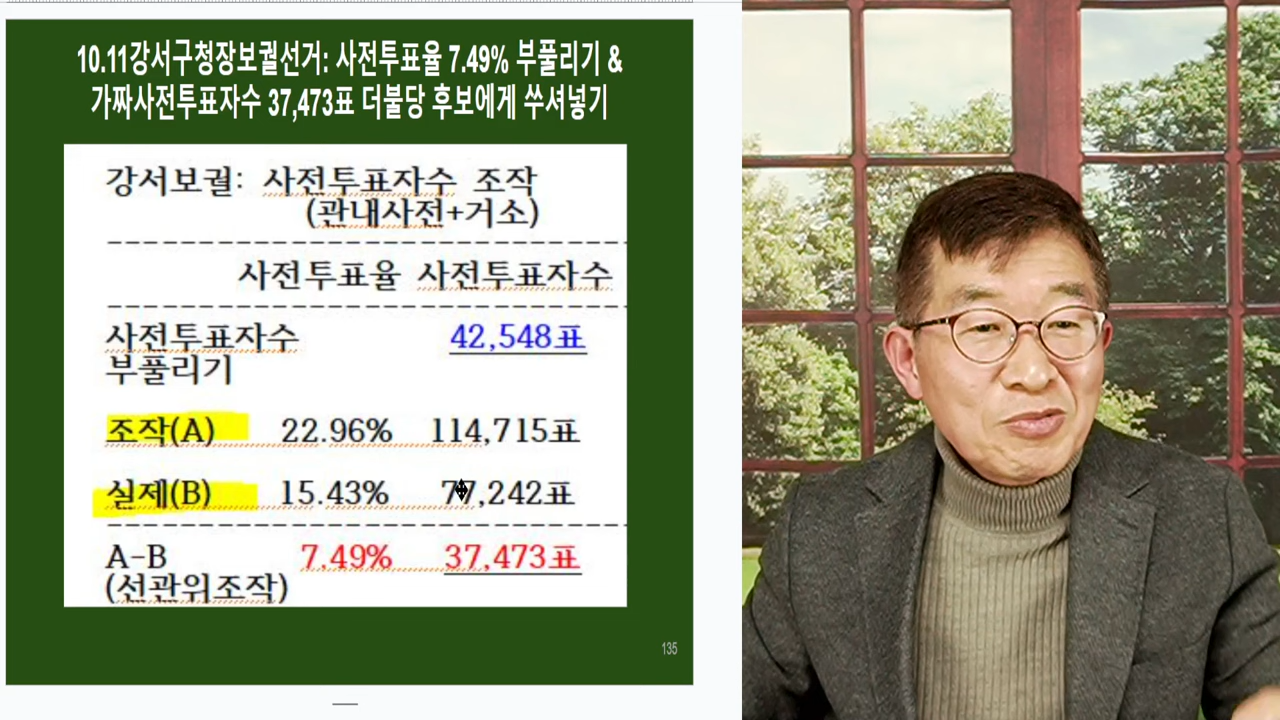 10.11강서구청장보궐선거: 사전투표율 7.49% 부풀리기 &
가짜사전투표자수 37,473표 더불당 후보에게 쑤셔넣기
강서보궐: 사전투표자수 조작
(관내사전+거소)
사전투표율 사전투표자수
사전투표자수 42,548표
부풀리기
조작(A) 22.96% 114,715표
실제(B) 15.43% 77,242표
A-B 7.49% 37,473표
(선관위조작)
135